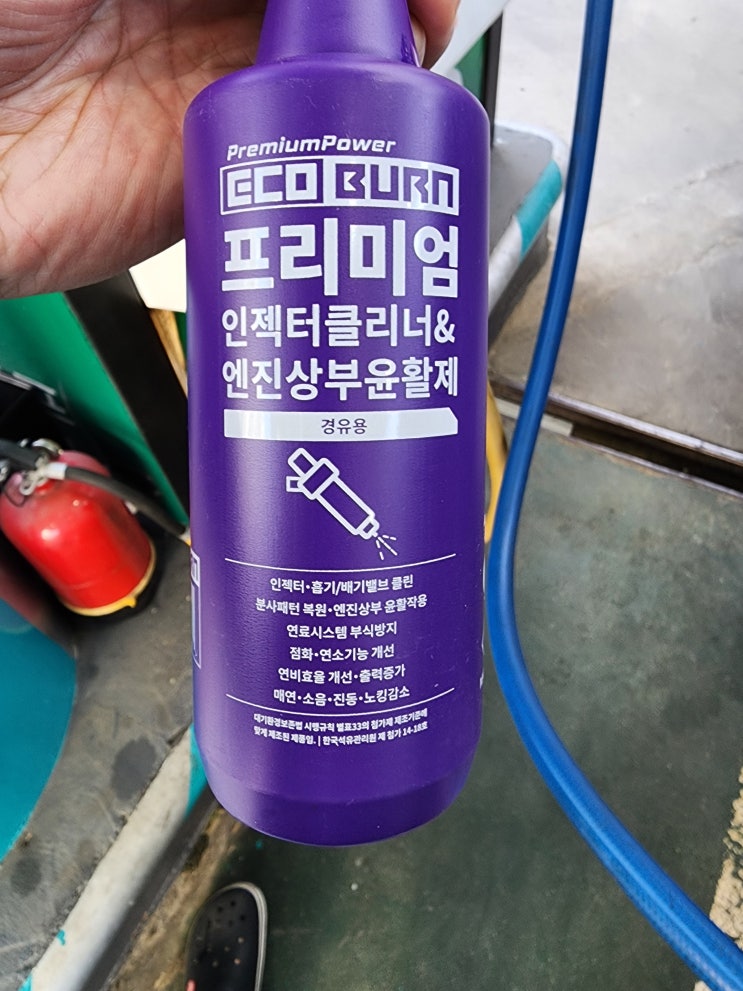 PremiumPower
ECO BURN
프리미엄
인젝터클리너&
엔진상부윤활제
경유용
인젝터•흡기/배기밸브 클린
분사패턴 복원•엔진상부 윤활작용
연료시스템 부식방지
점화•연소기능 개선
연비효율 개선•출력증가
매연•소음•진동•노킹감소
대기환경보존법 시행규칙 별표33의 첨가제 제조기준에
맞게 제조된 제품임. | 한국석유관리원 제 첨가 14-18호